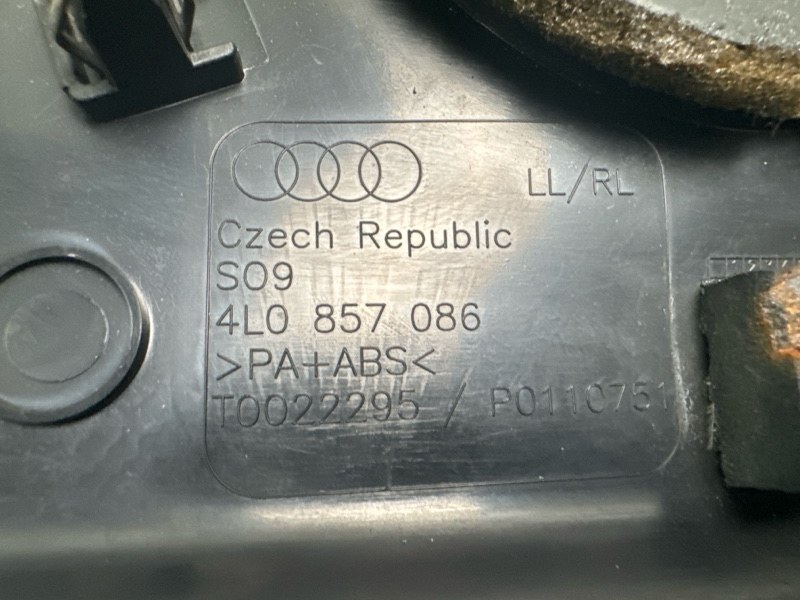 LL/RL
Czech Republic
S09
4L0 857 086
>PA+ABS<
T0022295 / P0110751